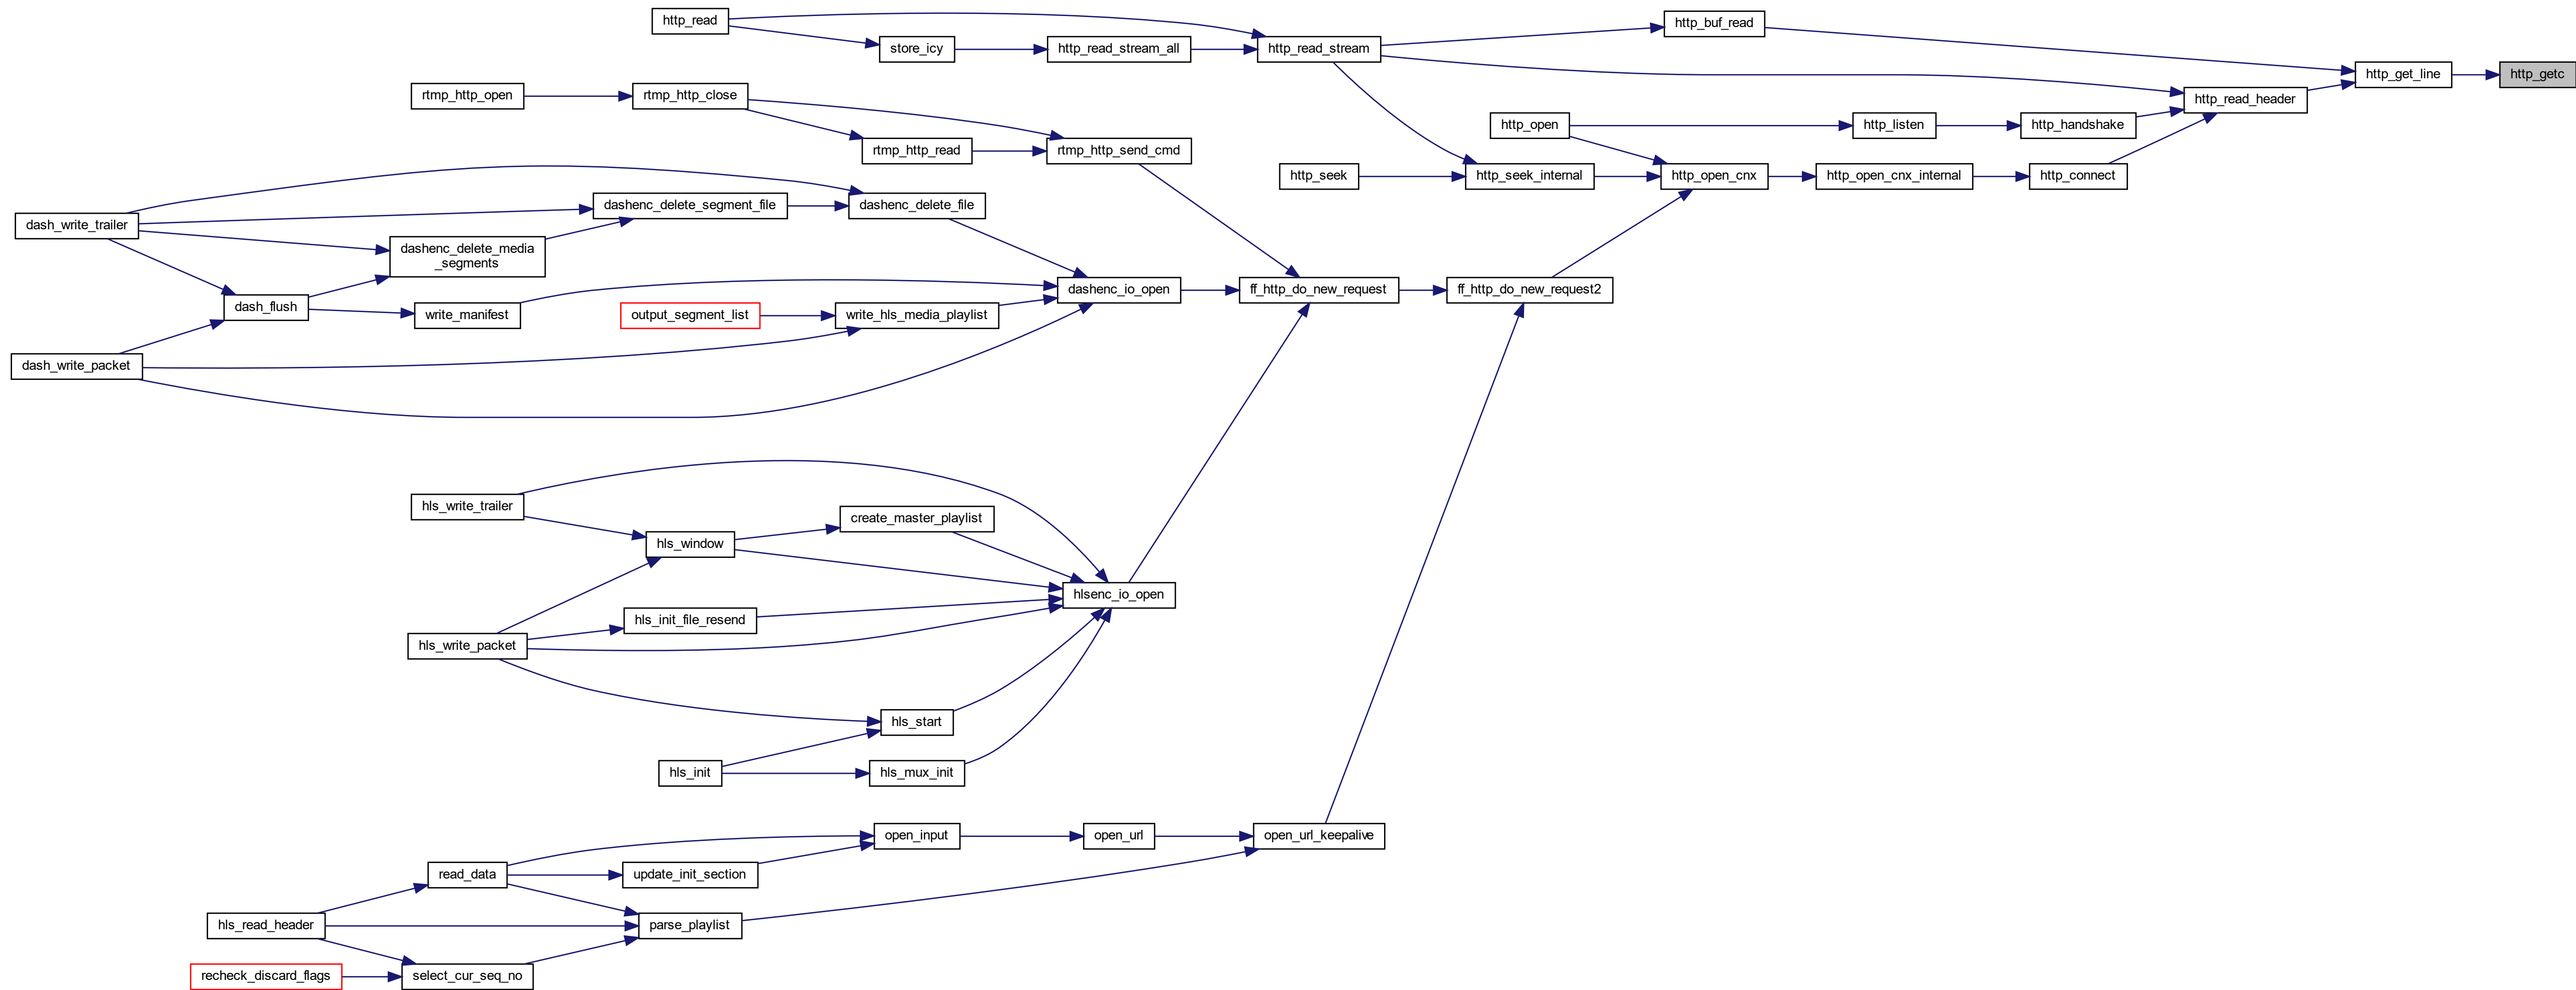 http_read
http_buf_read
store_icy
http_read_stream_all
http_read_stream
http_get_line
http_getc
rtmp_http_open
rtmp_http_close
http_read_header
http_open
http_listen
http_handshake
rtmp_http_read
rtmp_http_send_cmd
http_seek
http_seek_internal
http_open_cnx
http_open_cnx_internal
http_connect
dash_write_trailer
dashenc_delete_segment_file
dashenc_delete_file
dashenc_delete_media
_segments
dash_flush
write_manifest
output_segment_list
write_hls_media_playlist
dashenc_io_open
ff_http_do_new_request
ff_http_do_new_request2
dash_write_packet
hls_write_trailer
create_master_playlist
hls_window
hlsenc_io_open
hls_init_file_resend
hls_write_packet
hls_start
hls_init
hls_mux_init
open_input
open_url
open_url_keepalive
read_data
update_init_section
hls_read_header
parse_playlist
recheck_discard_flags
select_cur_seq_no